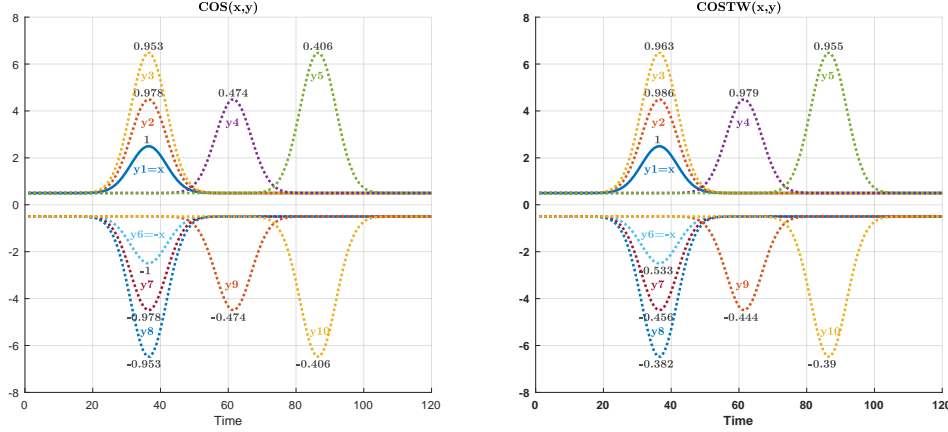 COS(x,y)
8
6
4
2
0
-2
-4
-6
-8
0.953
y3
0.978
y2
1
y1=x
0.474
y4
0.406
y5
y6=-x
-1
y7
-0.978
y8
-0.953
y9
-0.474
y10
-0.406
0 20 40 60 80 100 120
Time
COSTW(x,y)
8
6
4
2
0
-2
-4
-6
-8
0.963
y3
0.986
y2
1
y1=x
0.979
y4
0.955
y5
y6=-x
-0.533
y7
-0.456
y8
-0.382
y9
-0.444
y10
-0.39
0 20 40 60 80 100 120
Time